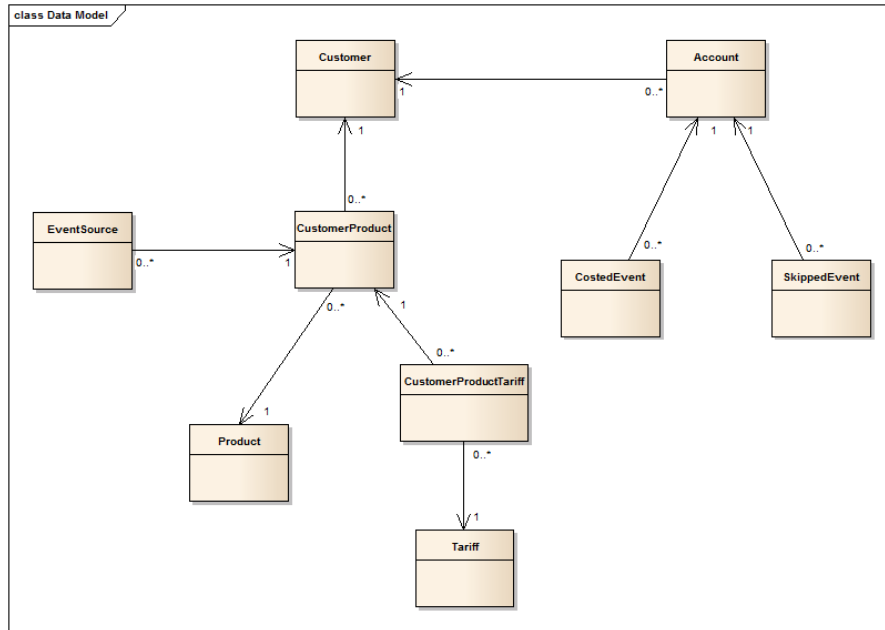 class Data Model
Customer
Account
1
0..*
1
1
1
0..*
EventSource
CustomerProduct
0..*
1
0..*
CostedEvent
SkippedEvent
0..*
0..*
1
0..*
CustomerProductTariff
1
Product
0..*
1
Tariff